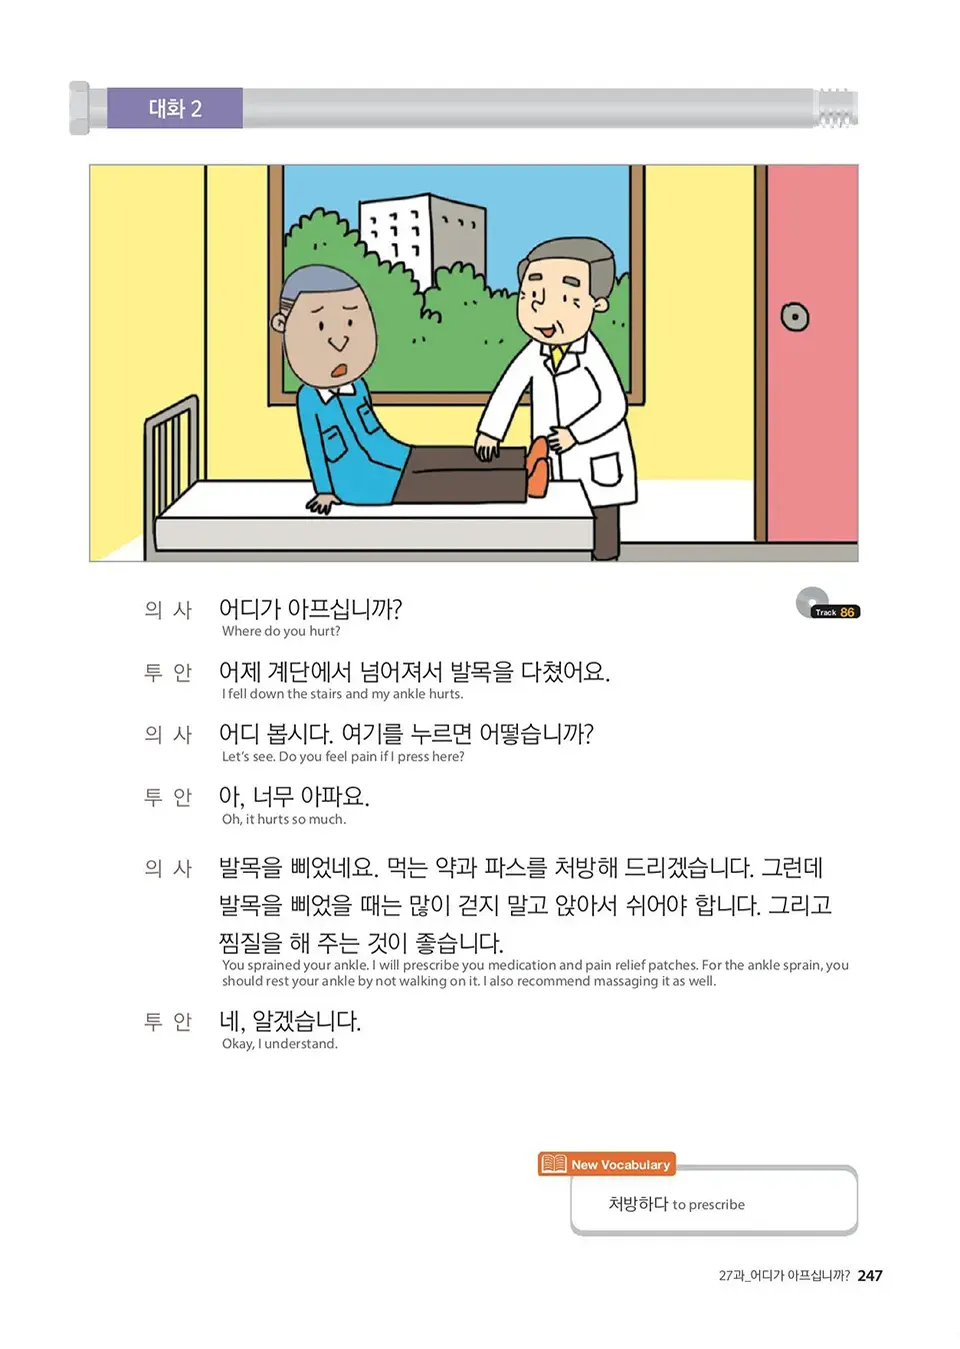 대화 2
의 사 어디가 아프십니까?
Where do you hurt?
Track 86
투 안 어제 계단에서 넘어져서 발목을 다쳤어요.
I fell down the stairs and my ankle hurts.
의 사 어디 봅시다. 여기를 누르면 어떻습니까?
Let's see. Do you feel pain if I press here?
투 안 아, 너무 아파요.
Oh, it hurts so much.
의 사 발목을 삐었네요. 먹는 약과 파스를 처방해 드리겠습니다. 그런데
발목을 삐었을 때는 많이 걷지 말고 앉아서 쉬어야 합니다. 그리고
찜질을 해 주는 것이 좋습니다.
You sprained your ankle. I will prescribe you medication and pain relief patches. For the ankle sprain, you
should rest your ankle by not walking on it. I also recommend massaging it as well.
투 안 네, 알겠습니다.
Okay, I understand.
New Vocabulary
처방하다 to prescribe
27과_어디가 아프십니까? 247